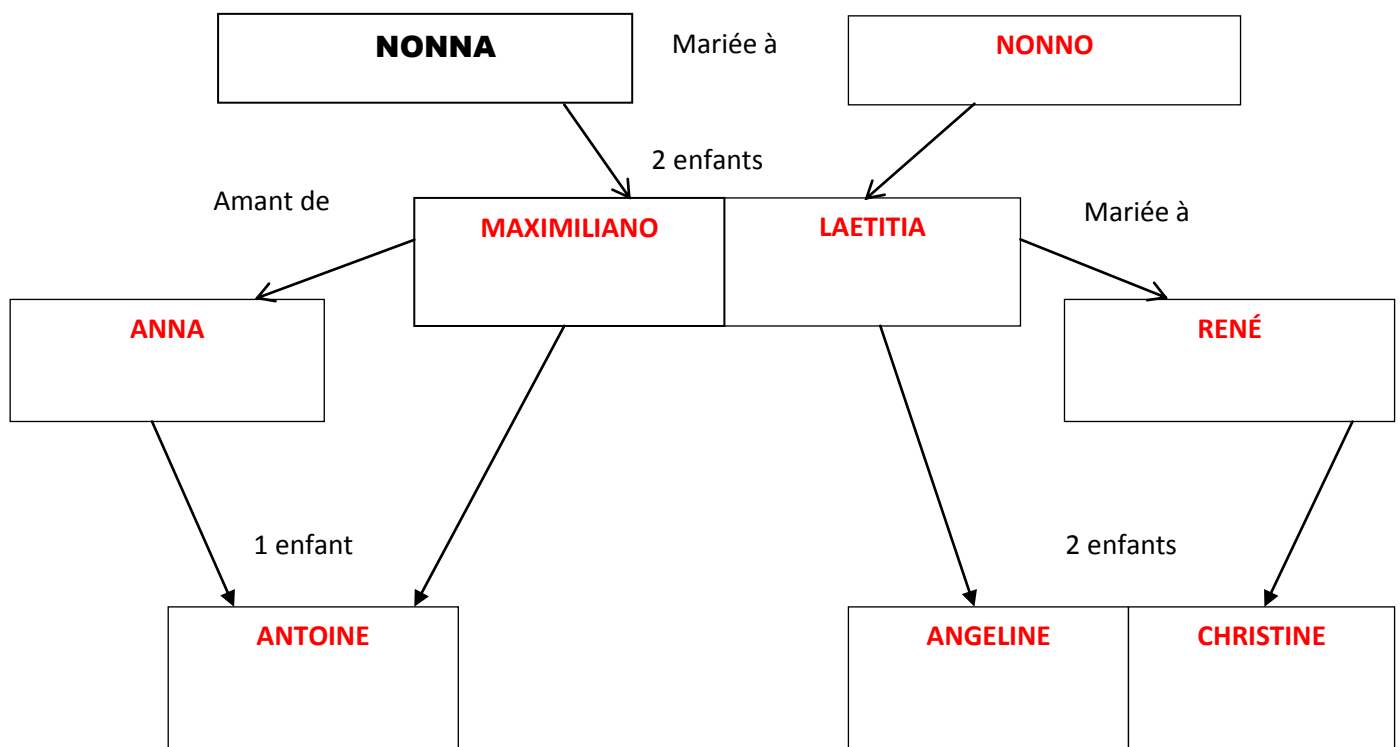 NONNA
Mariée à
NONNO
2 enfants
Amant de
MAXIMILIANO
LAETITIA
Mariée à
ANNA
RENÉ
1 enfant
2 enfants
ANTOINE
ANGELINE
CHRISTINE